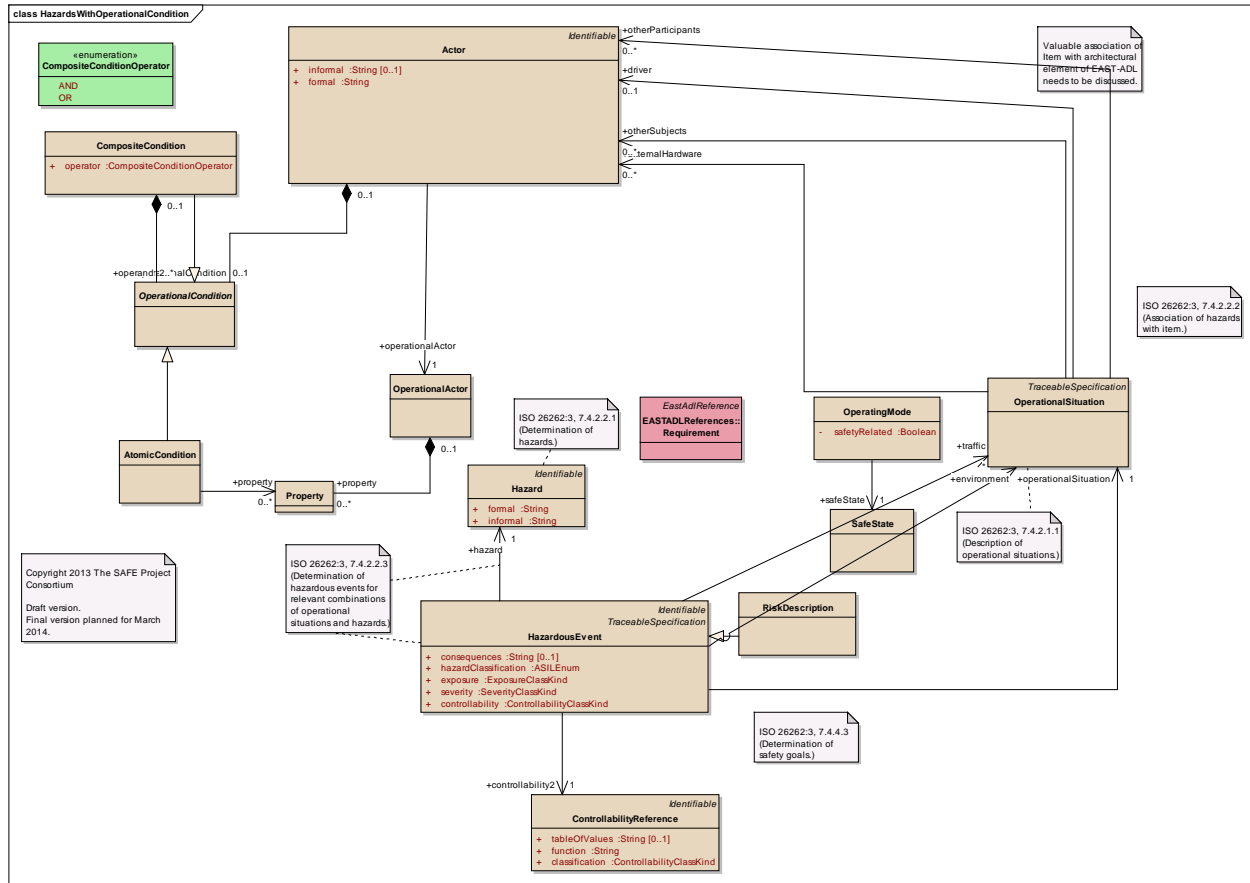 class HazardsWithOperationalCondition
«enumeration»
CompositeConditionOperator
AND
OR
Identifiable
Actor
+ informal :String [0..1]
+ formal :String
+otherParticipants
0..*
+driver
0..1
+otherSubjects
0..*
ternalHardware
0..*
Valuable association of
Item with architectural
element of EAST-ADL
needs to be discussed.
CompositeCondition
+ operator :CompositeConditionOperator
0..1
0..1
2..*
alCondition
0..1
OperationalCondition
ISO 26262:3, 7.4.2.2.2
(Association of hazards
with item.)
+operationalActor
1
OperationalActor
0..1
TraceableSpecification
OperationalSituation
ISO 26262:3, 7.4.2.2.1
(Determination of
hazards.)
EastAdlReference
EASTADLReferences::
Requirement
OperatingMode
- safetyRelated :Boolean
AtomicCondition
+property
0..*
Property
+property
0..*
Identifiable
Hazard
+ formal :String
+ informal :String
+traffic
+environment
+operationalSituation
1
+safeState
1
SafeState
ISO 26262:3, 7.4.2.1.1
(Description of
operational situations.)
1
+hazard
ISO 26262:3, 7.4.2.2.3
(Determination of
hazardous events for
relevant combinations
of operational
situations and hazards.)
Copyright 2013 The SAFE Project
Consortium
Draft version.
Final version planned for March
2014.
Identifiable
TraceableSpecification
HazardousEvent
+ consequences :String [0..1]
+ hazardClassification :ASILEnum
+ exposure :ExposureClassKind
+ severity :SeverityClassKind
+ controllability :ControllabilityClassKind
RiskDescription
ISO 26262:3, 7.4.4.3
(Determination of
safety goals.)
+controllability2
1
Identifiable
ControllabilityReference
+ tableOfValues :String [0..1]
+ function :String
+ classification :ControllabilityClassKind